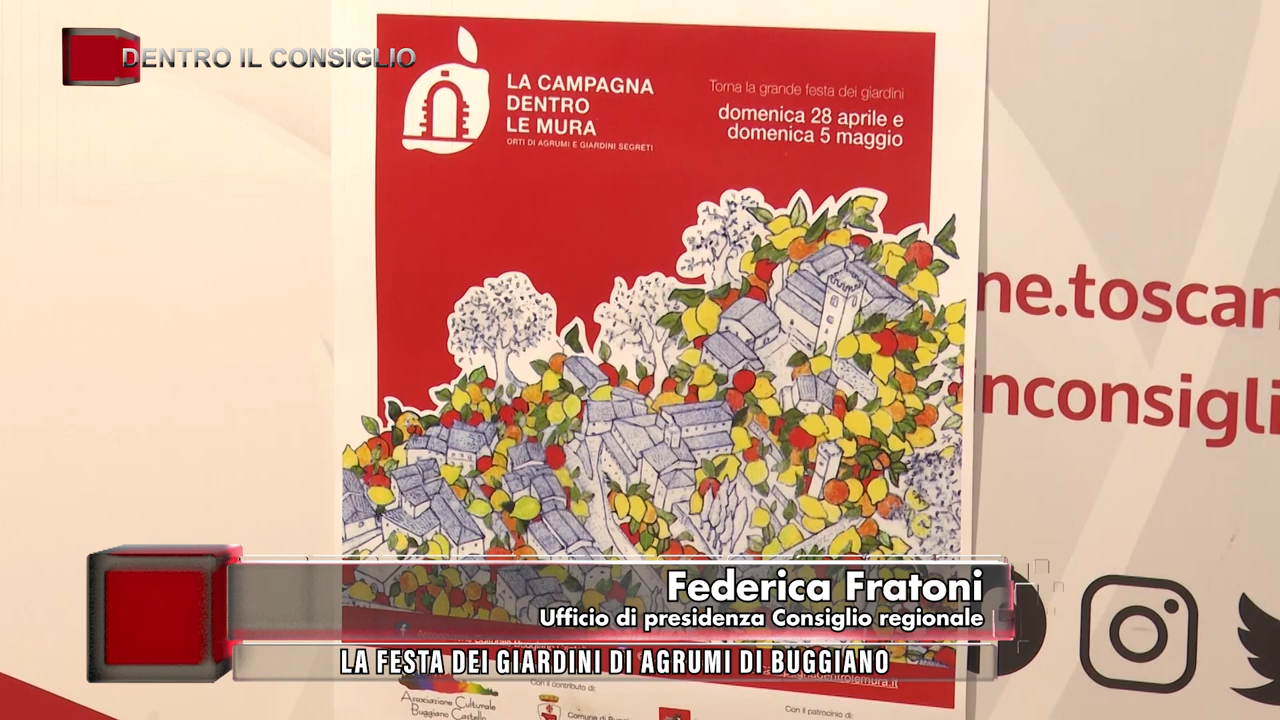 DENTRO IL CONSIGLIO
LA CAMPAGNA
DENTRO
LE MURA
ORTI DI AGRUMI E GIARDINI SEGRETI
Torna la grande festa dei giardini
domenica 28 aprile e
domenica 5 maggio
ne.toscan
inconsigli
Federica Fratoni
Ufficio di presidenza Consiglio regionale
LA FESTA DEI GIARDINI DI AGRUMI DI BUGGIANO
Associazione Culturale
Buggiano Castello
Con il contributo di:
Comune di Buggi
Con il patrocinio di: